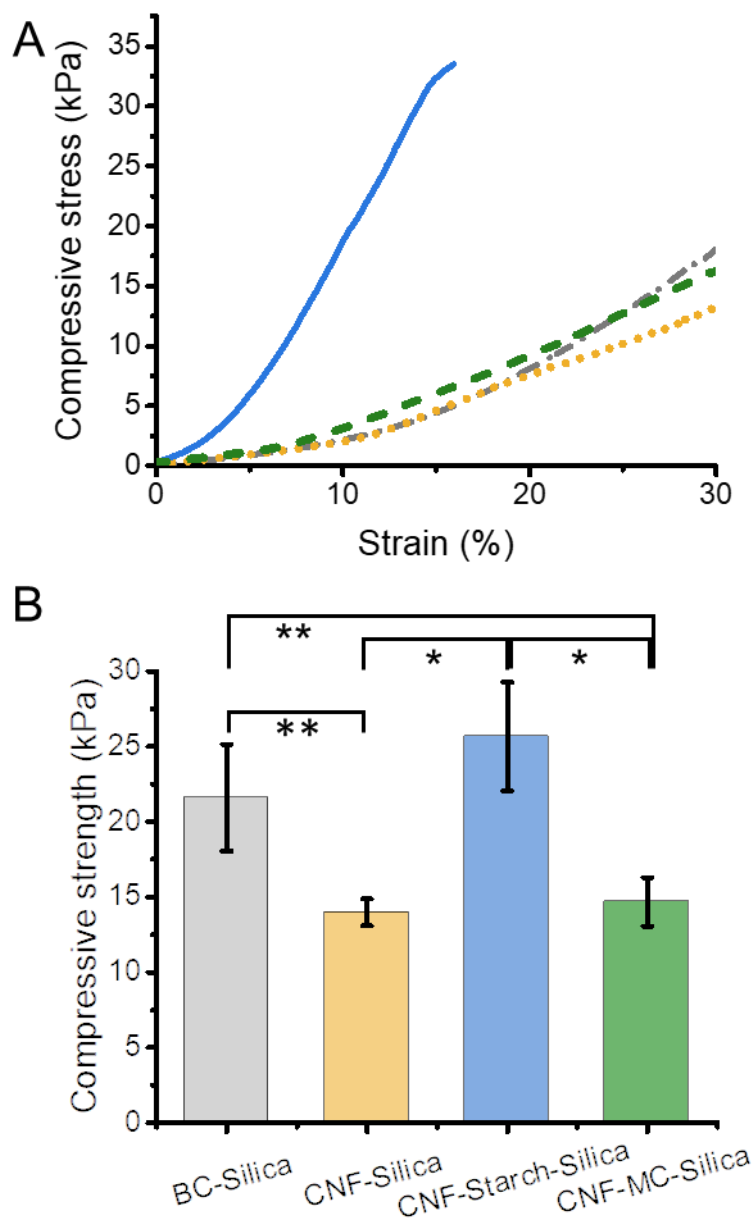 A
Compressive stress (kPa)
35
30
25
20
15
10
5
0
0 10 20 30
Strain (%)
B
Compressive strength (kPa)
**
* *
**
30
25
20
15
10
5
0
BC-Silica CNF-Silica CNF-Starch-Silica CNF-MC-Silica